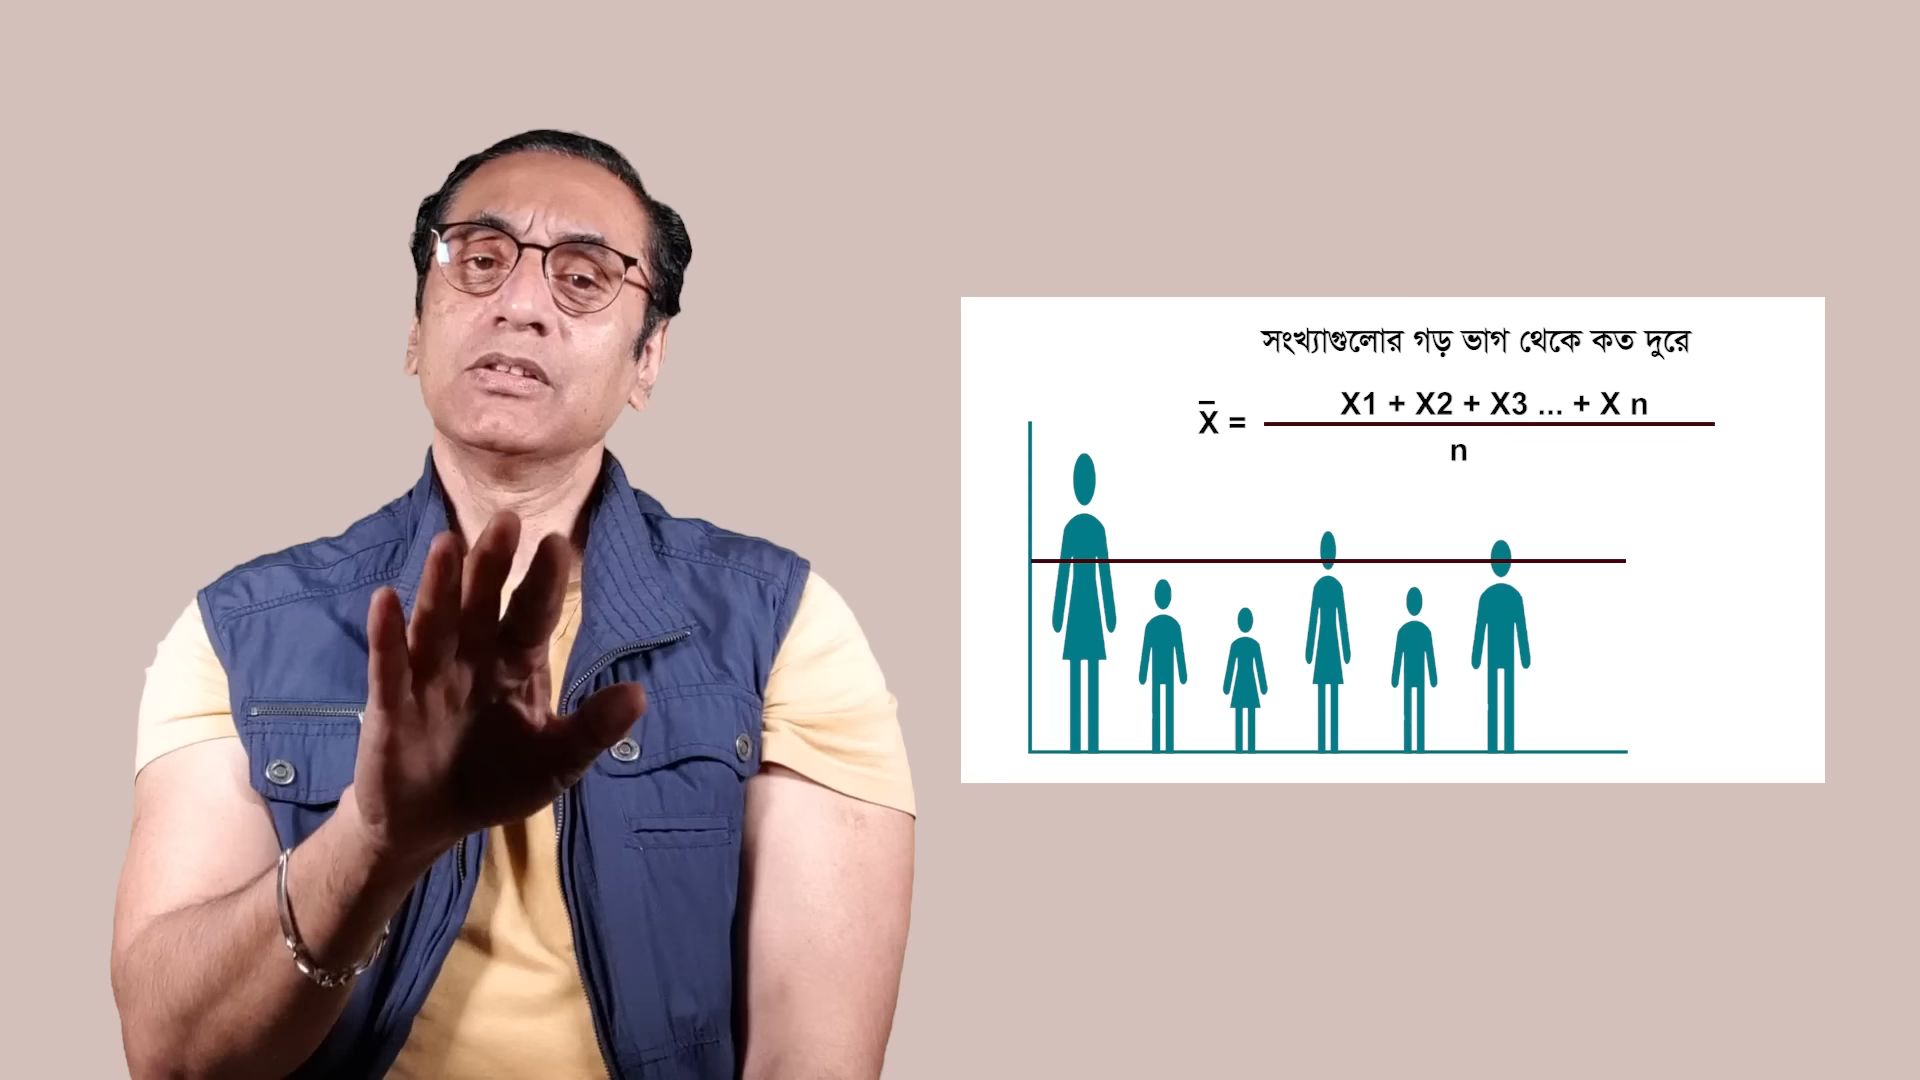 সংখ্যাগুলোর গড় ভাগ থেকে কত দুরে
X̄ = X1 + X2 + X3 ... + X n
n